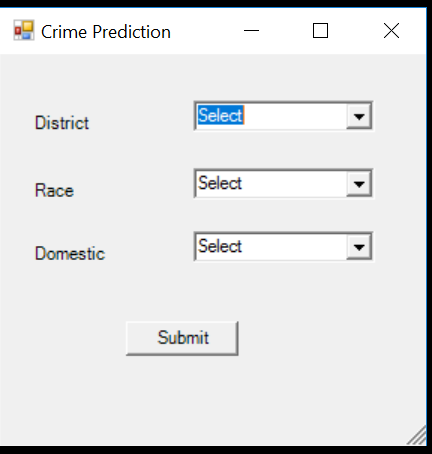 Crime Prediction
District Select
Race Select
Domestic Select
Submit